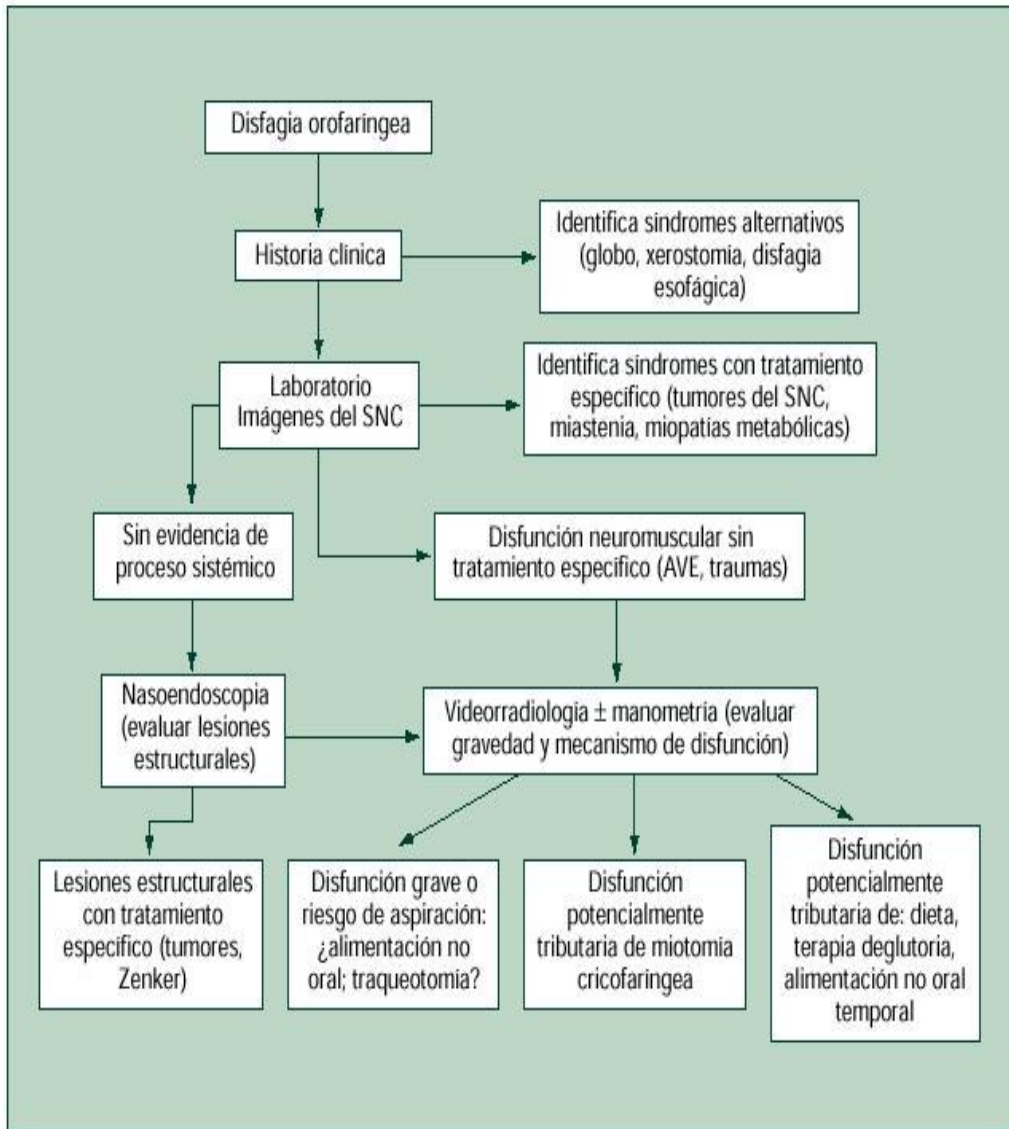 Disfagia orofaríngea
Historia clínica
Identifica síndromes alternativos
(globo, xerostomía, disfagia
esofágica)
Laboratorio
Imágenes del SNC
Identifica síndromes con tratamiento
específico (tumores del SNC,
miastenia, miopatías metabólicas)
Sin evidencia de
proceso sistémico
Disfunción neuromuscular sin
tratamiento específico (AVE, traumas)
Nasoendoscopia
(evaluar lesiones
estructurales)
Videorradiología ± manometría (evaluar
gravedad y mecanismo de disfunción)
Lesiones estructurales
con tratamiento
específico (tumores,
Zenker)
Disfunción grave o
riesgo de aspiración:
¿alimentación no
oral; traqueotomía?
Disfunción
potencialmente
tributaria de miotomía
cricofaríngea
Disfunción
potencialmente
tributaria de: dieta,
terapia deglutoria,
alimentación no oral
temporal